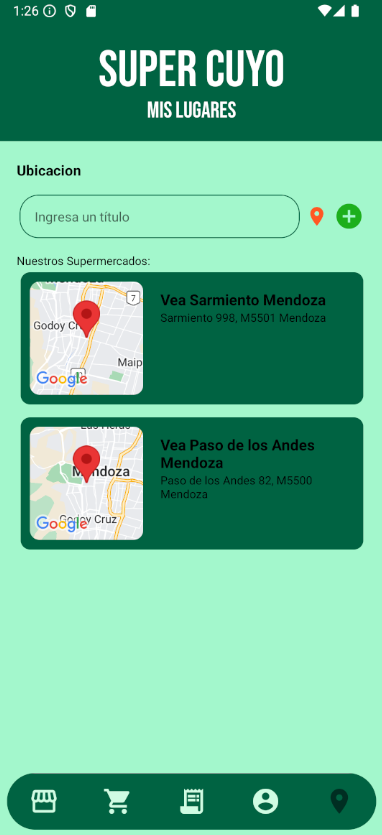 1:26
SUPER CUYO
MIS LUGARES
Ubicacion
Ingresa un título
Nuestros Supermercados:
7
Godoy Cr
Maip
Google
Vea Sarmiento Mendoza
Sarmiento 998, M5501 Mendoza
Las Heras
Mendoza
Godoy Cruz
Google
Vea Paso de los Andes
Mendoza
Paso de los Andes 82, M5500
Mendoza